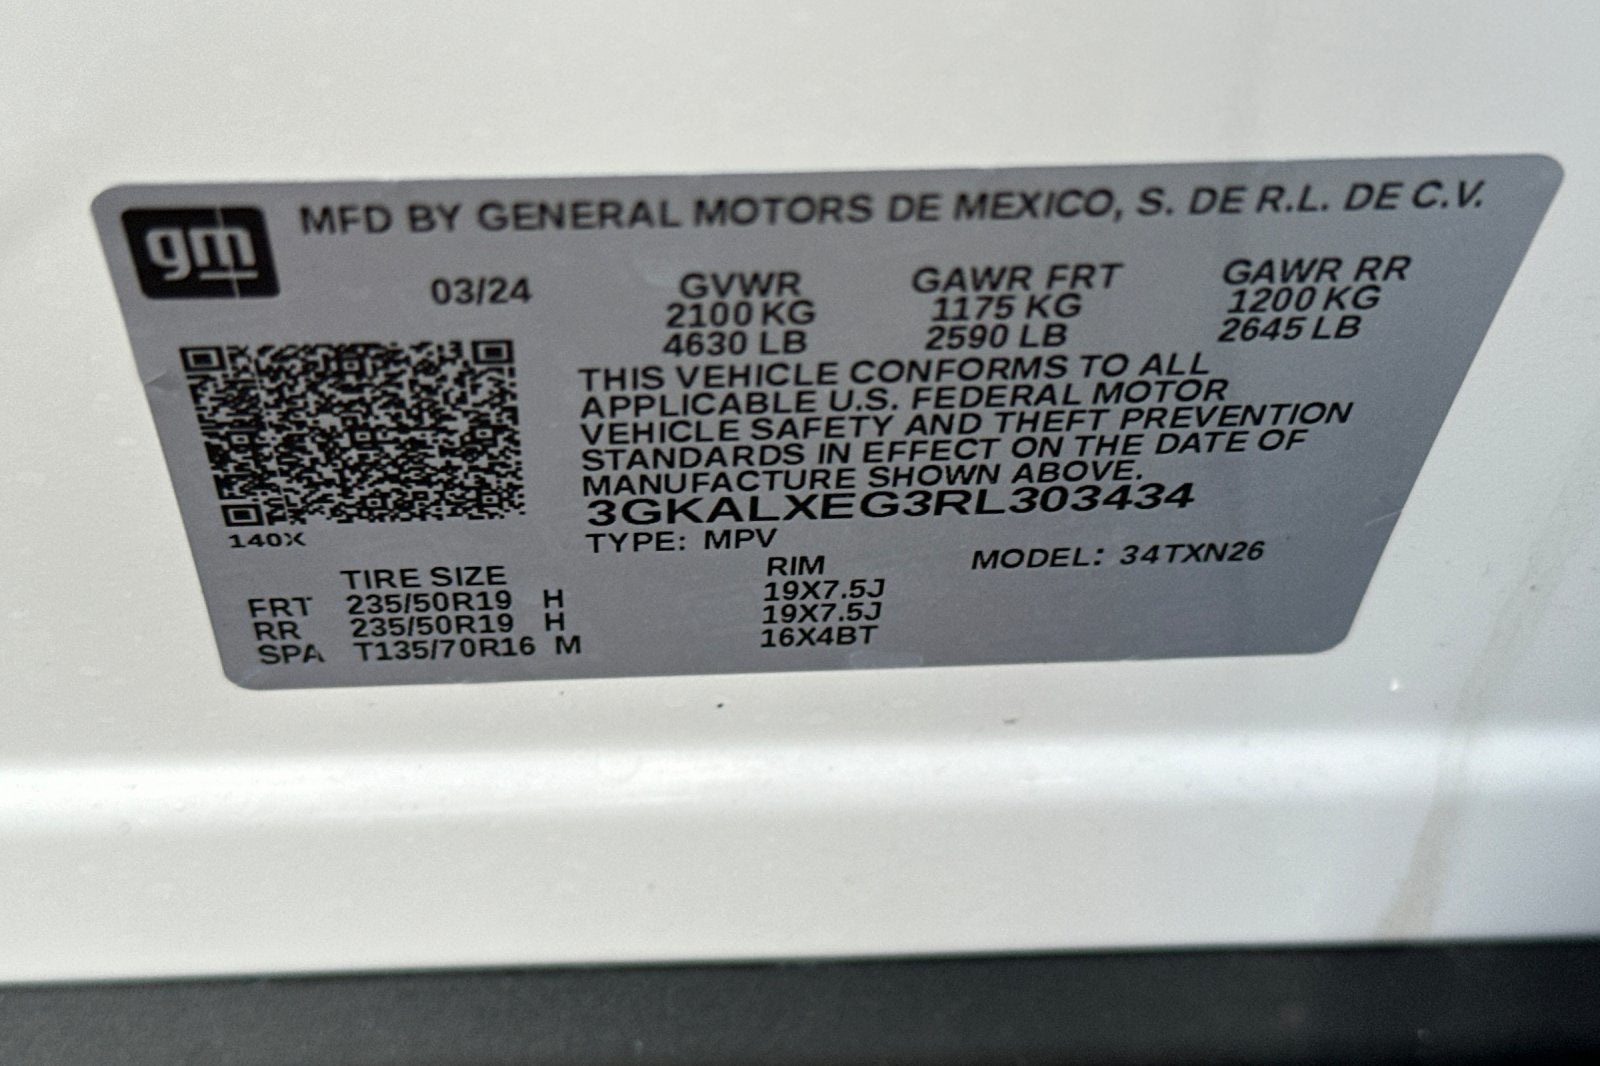 gm
MFD BY GENERAL MOTORS DE MEXICO, S. DE R.L. DE C.V.
03/24 GVWR GAWR FRT GAWR RR
2100 KG 1175 KG 1200 KG
4630 LB 2590 LB 2645 LB
THIS VEHICLE CONFORMS TO ALL
APPLICABLE U.S. FEDERAL MOTOR
VEHICLE SAFETY AND THEFT PREVENTION
STANDARDS IN EFFECT ON THE DATE OF
MANUFACTURE SHOWN ABOVE.
3GKALXEG3RL303434
140X
TYPE: MPV
MODEL: 34TXN26
TIRE SIZE RIM
FRT 235/50R19 H 19X7.5J
RR 235/50R19 H 19X7.5J
SPA T135/70R16 M 16X4BT